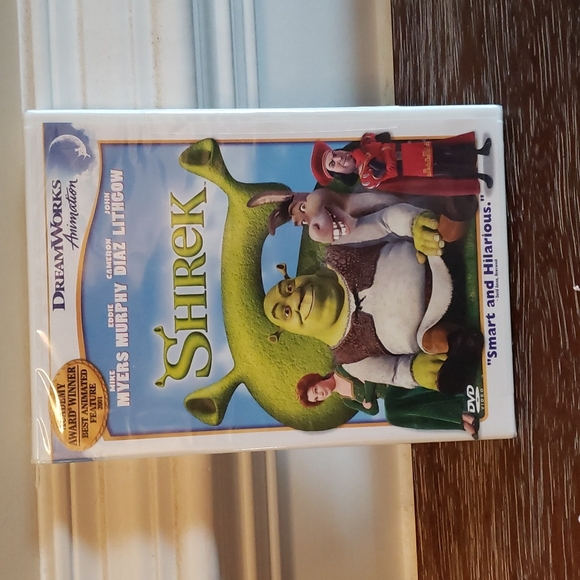 DREAMWORKS
Animation
ACADEMY
AWARD® WINNER
BEST ANIMATED
FEATURE
2001
MIKE
MYERS
EDDIE
MURPHY
CAMERON
DIAZ
JOHN
LITHGOW
SHREK
"Smart and Hilarious."
DVD
VIDEO